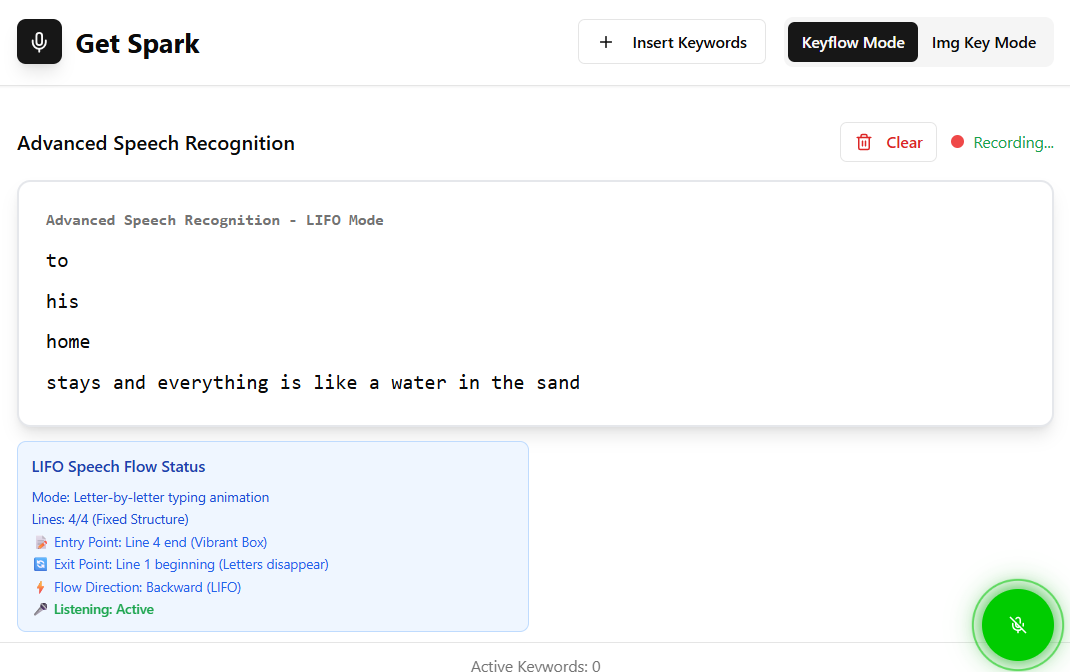 Get Spark
Insert Keywords
Keyflow Mode
Img Key Mode
Advanced Speech Recognition
Clear
Recording...
Advanced Speech Recognition - LIFO Mode
to
his
home
stays and everything is like a water in the sand
LIFO Speech Flow Status
Mode: Letter-by-letter typing animation
Lines: 4/4 (Fixed Structure)
Entry Point: Line 4 end (Vibrant Box)
Exit Point: Line 1 beginning (Letters disappear)
Flow Direction: Backward (LIFO)
Listening: Active
Active Keywords: 0